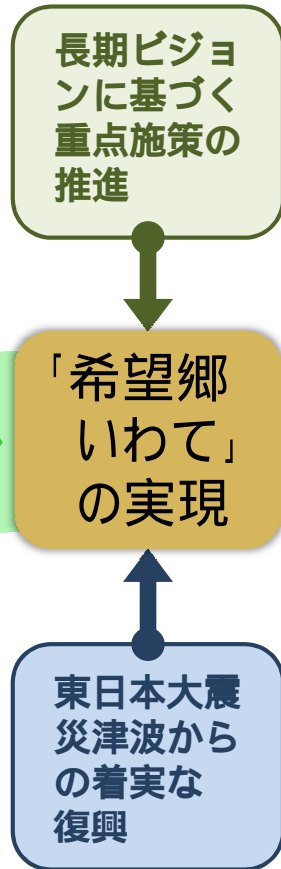 長期ビジョ
ンに基づく
重点施策の
推進
「希望郷
いわて」
の実現
東日本大震
災津波から
の着実な
復興